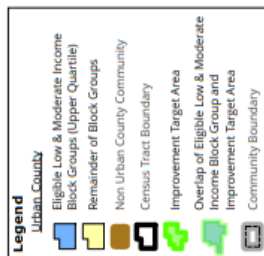 Legend
Urban County
Eligible Low & Moderate Income
Block Groups (Upper Quartile)
Remainder of Block Groups
Non Urban County Community
Census Tract Boundary
Improvement Target Area
Overlap of Eligible Low & Moderate
Income Block Group and
Improvement Target Area
Community Boundary